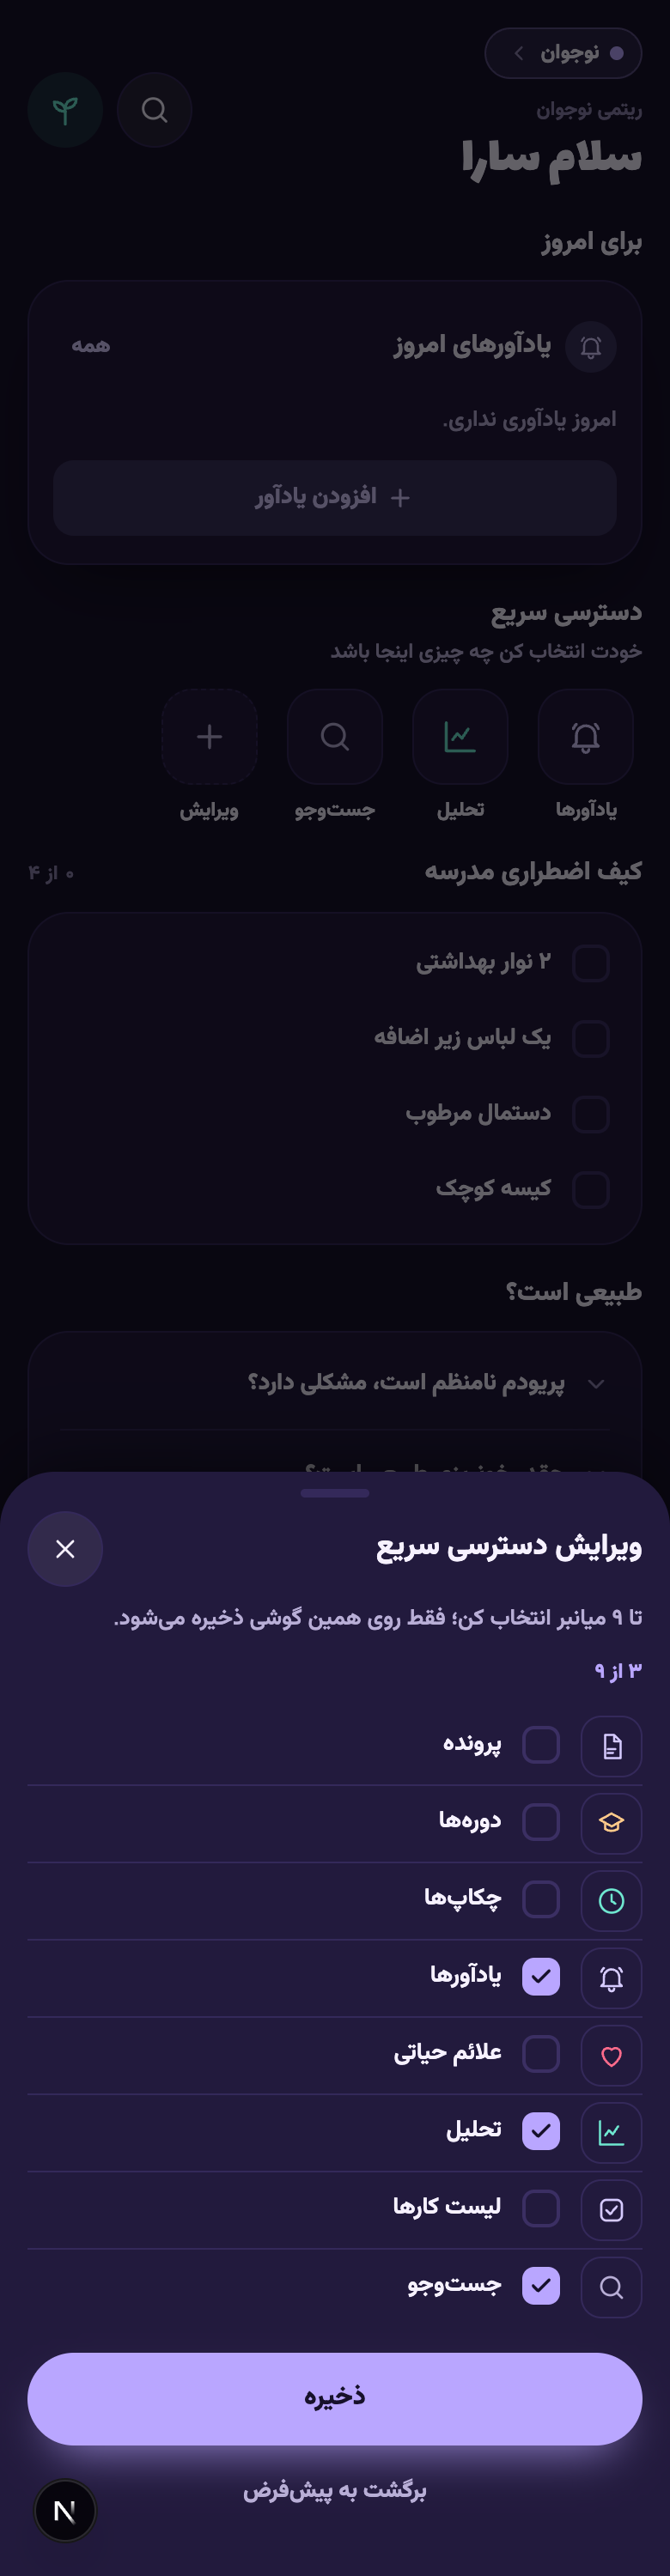 نوجوان
ریتمی نوجوان
سلام سارا
برای امروز
یادآورهای امروز
همه
امروز یادآوری نداری.
افزودن یادآور
دسترسی سریع
خودت انتخاب کن چه چیزی اینجا باشد
یادآورها
تحلیل
جست‌وجو
ویرایش
کیف اضطراری مدرسه
۰ از ۴
۲ نوار بهداشتی
یک لباس زیر اضافه
دستمال مرطوب
کیسه کوچک
طبیعی است؟
پریودم نامنظم است، مشکلی دارد؟
ویرایش دسترسی سریع
تا ۹ میانبر انتخاب کن؛ فقط روی همین گوشی ذخیره می‌شود.
۳ از ۹
پرونده
دوره‌ها
چکاپ‌ها
یادآورها
علائم حیاتی
تحلیل
لیست کارها
جست‌وجو
ذخیره
برگشت به پیش‌فرض
N